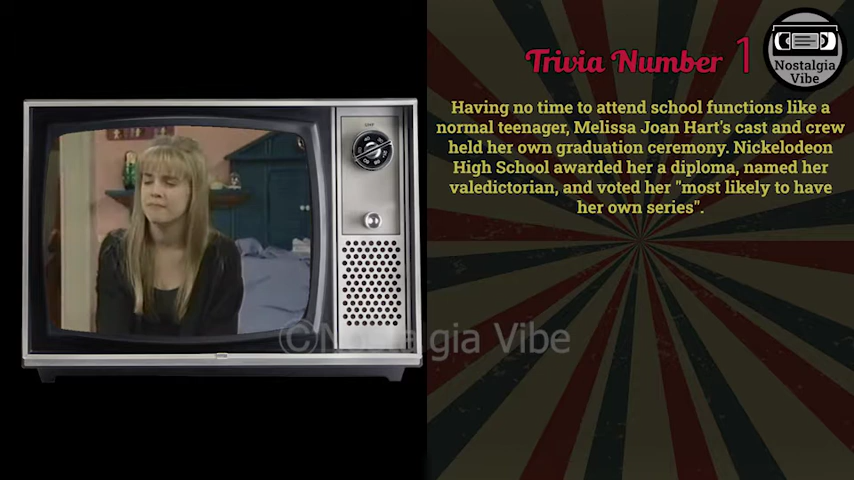 Trivia Number 1
Nostalgia
Vibe
Having no time to attend school functions like a
normal teenager, Melissa Joan Hart's cast and crew
held her own graduation ceremony. Nickelodeon
High School awarded her a diploma, named her
valedictorian, and voted her "most likely to have
her own series".
©Nostalgia Vibe